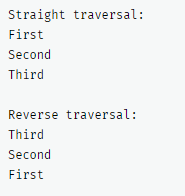 Straight traversal:
First
Second
Third

Reverse traversal:
Third
Second
First